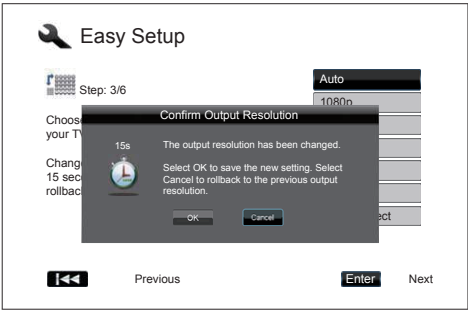 Easy Setup
Step: 3/6
Auto
1080p
Confirm Output Resolution
15s
The output resolution has been changed.
Select OK to save the new setting. Select
Cancel to rollback to the previous output
resolution.
OK
Cancel
your
15
Previous
Enter
Next